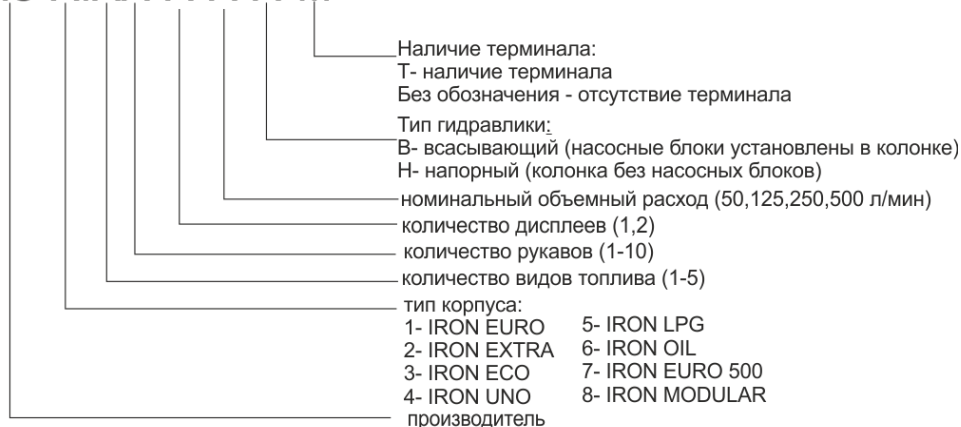 Наличие терминала:
Т- наличие терминала
Без обозначения - отсутствие терминала
Тип гидравлики:
В- всасывающий (насосные блоки установлены в колонке)
Н- напорный (колонка без насосных блоков)
номинальный объемный расход (50,125,250,500 л/мин)
количество дисплеев (1,2)
количество рукавов (1-10)
количество видов топлива (1-5)
тип корпуса:
1- IRON EURO
2- IRON EXTRA
3- IRON ECO
4- IRON UNO
5- IRON LPG
6- IRON OIL
7- IRON EURO 500
8- IRON MODULAR
производитель